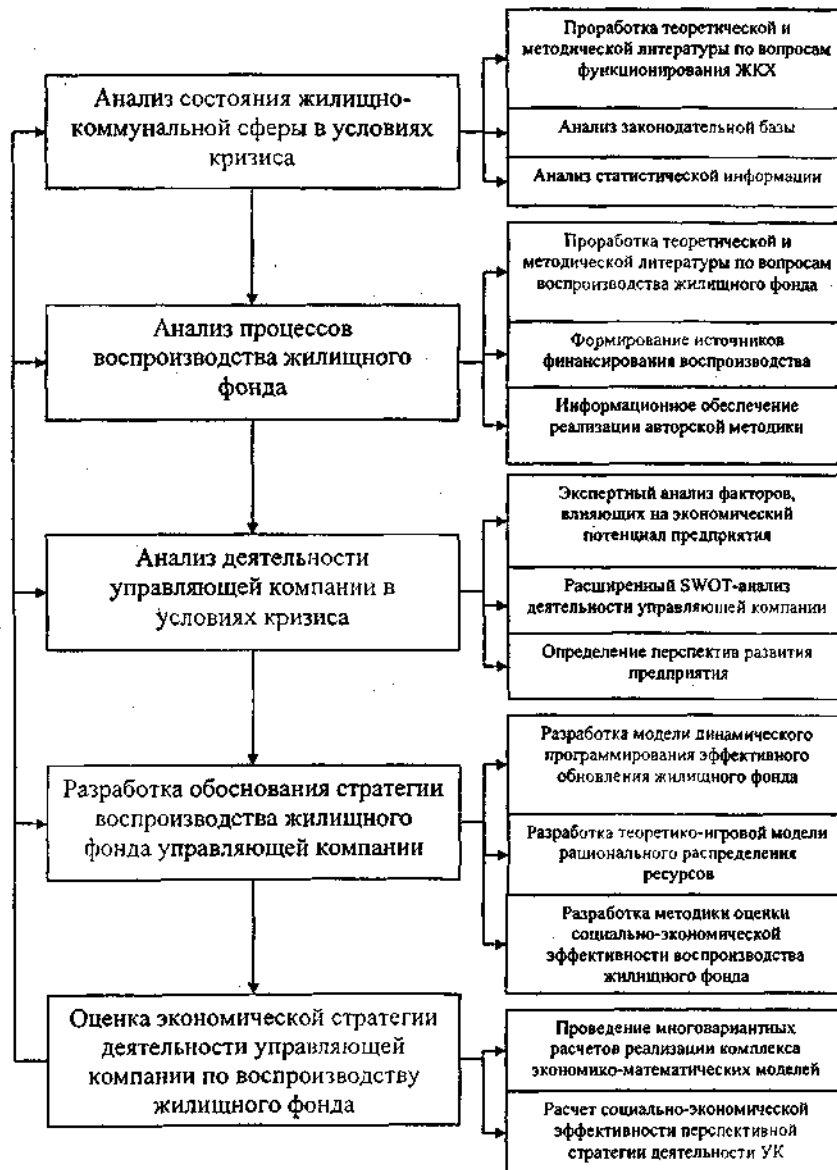 Анализ состояния жилищно-
коммунальной сферы в условиях
кризиса
Проработка теоретической и
методической литературы по вопросам
функционирования ЖКХ
Анализ законодательной базы
Анализ статистической информации
Анализ процессов
воспроизводства жилищного
фонда
Проработка теоретической и
методической литературы по вопросам
воспроизводства жилищного фонда
Формирование источников
финансирования воспроизводства
Информационное обеспечение
реализации авторской методики
Анализ деятельности
управляющей компании в
условиях кризиса
Экспертный анализ факторов,
влияющих на экономический
потенциал предприятия
Расширенный SWOT-анализ
деятельности управляющей компании
Определение перспектив развития
предприятия
Разработка обоснования стратегии
воспроизводства жилищного
фонда управляющей компании
Разработка модели динамического
программирования эффективного
обновления жилищного фонда
Разработка теоретико-игровой модели
рационального распределения
ресурсов
Разработка методики оценки
социально-экономической
эффективности воспроизводства
жилищного фонда
Оценка экономической стратегии
деятельности управляющей
компании по воспроизводству
жилищного фонда
Проведение многовариантных
расчетов реализации комплекса
экономико-математических моделей
Расчет социально-экономической
эффективности перспективной
стратегии деятельности УК